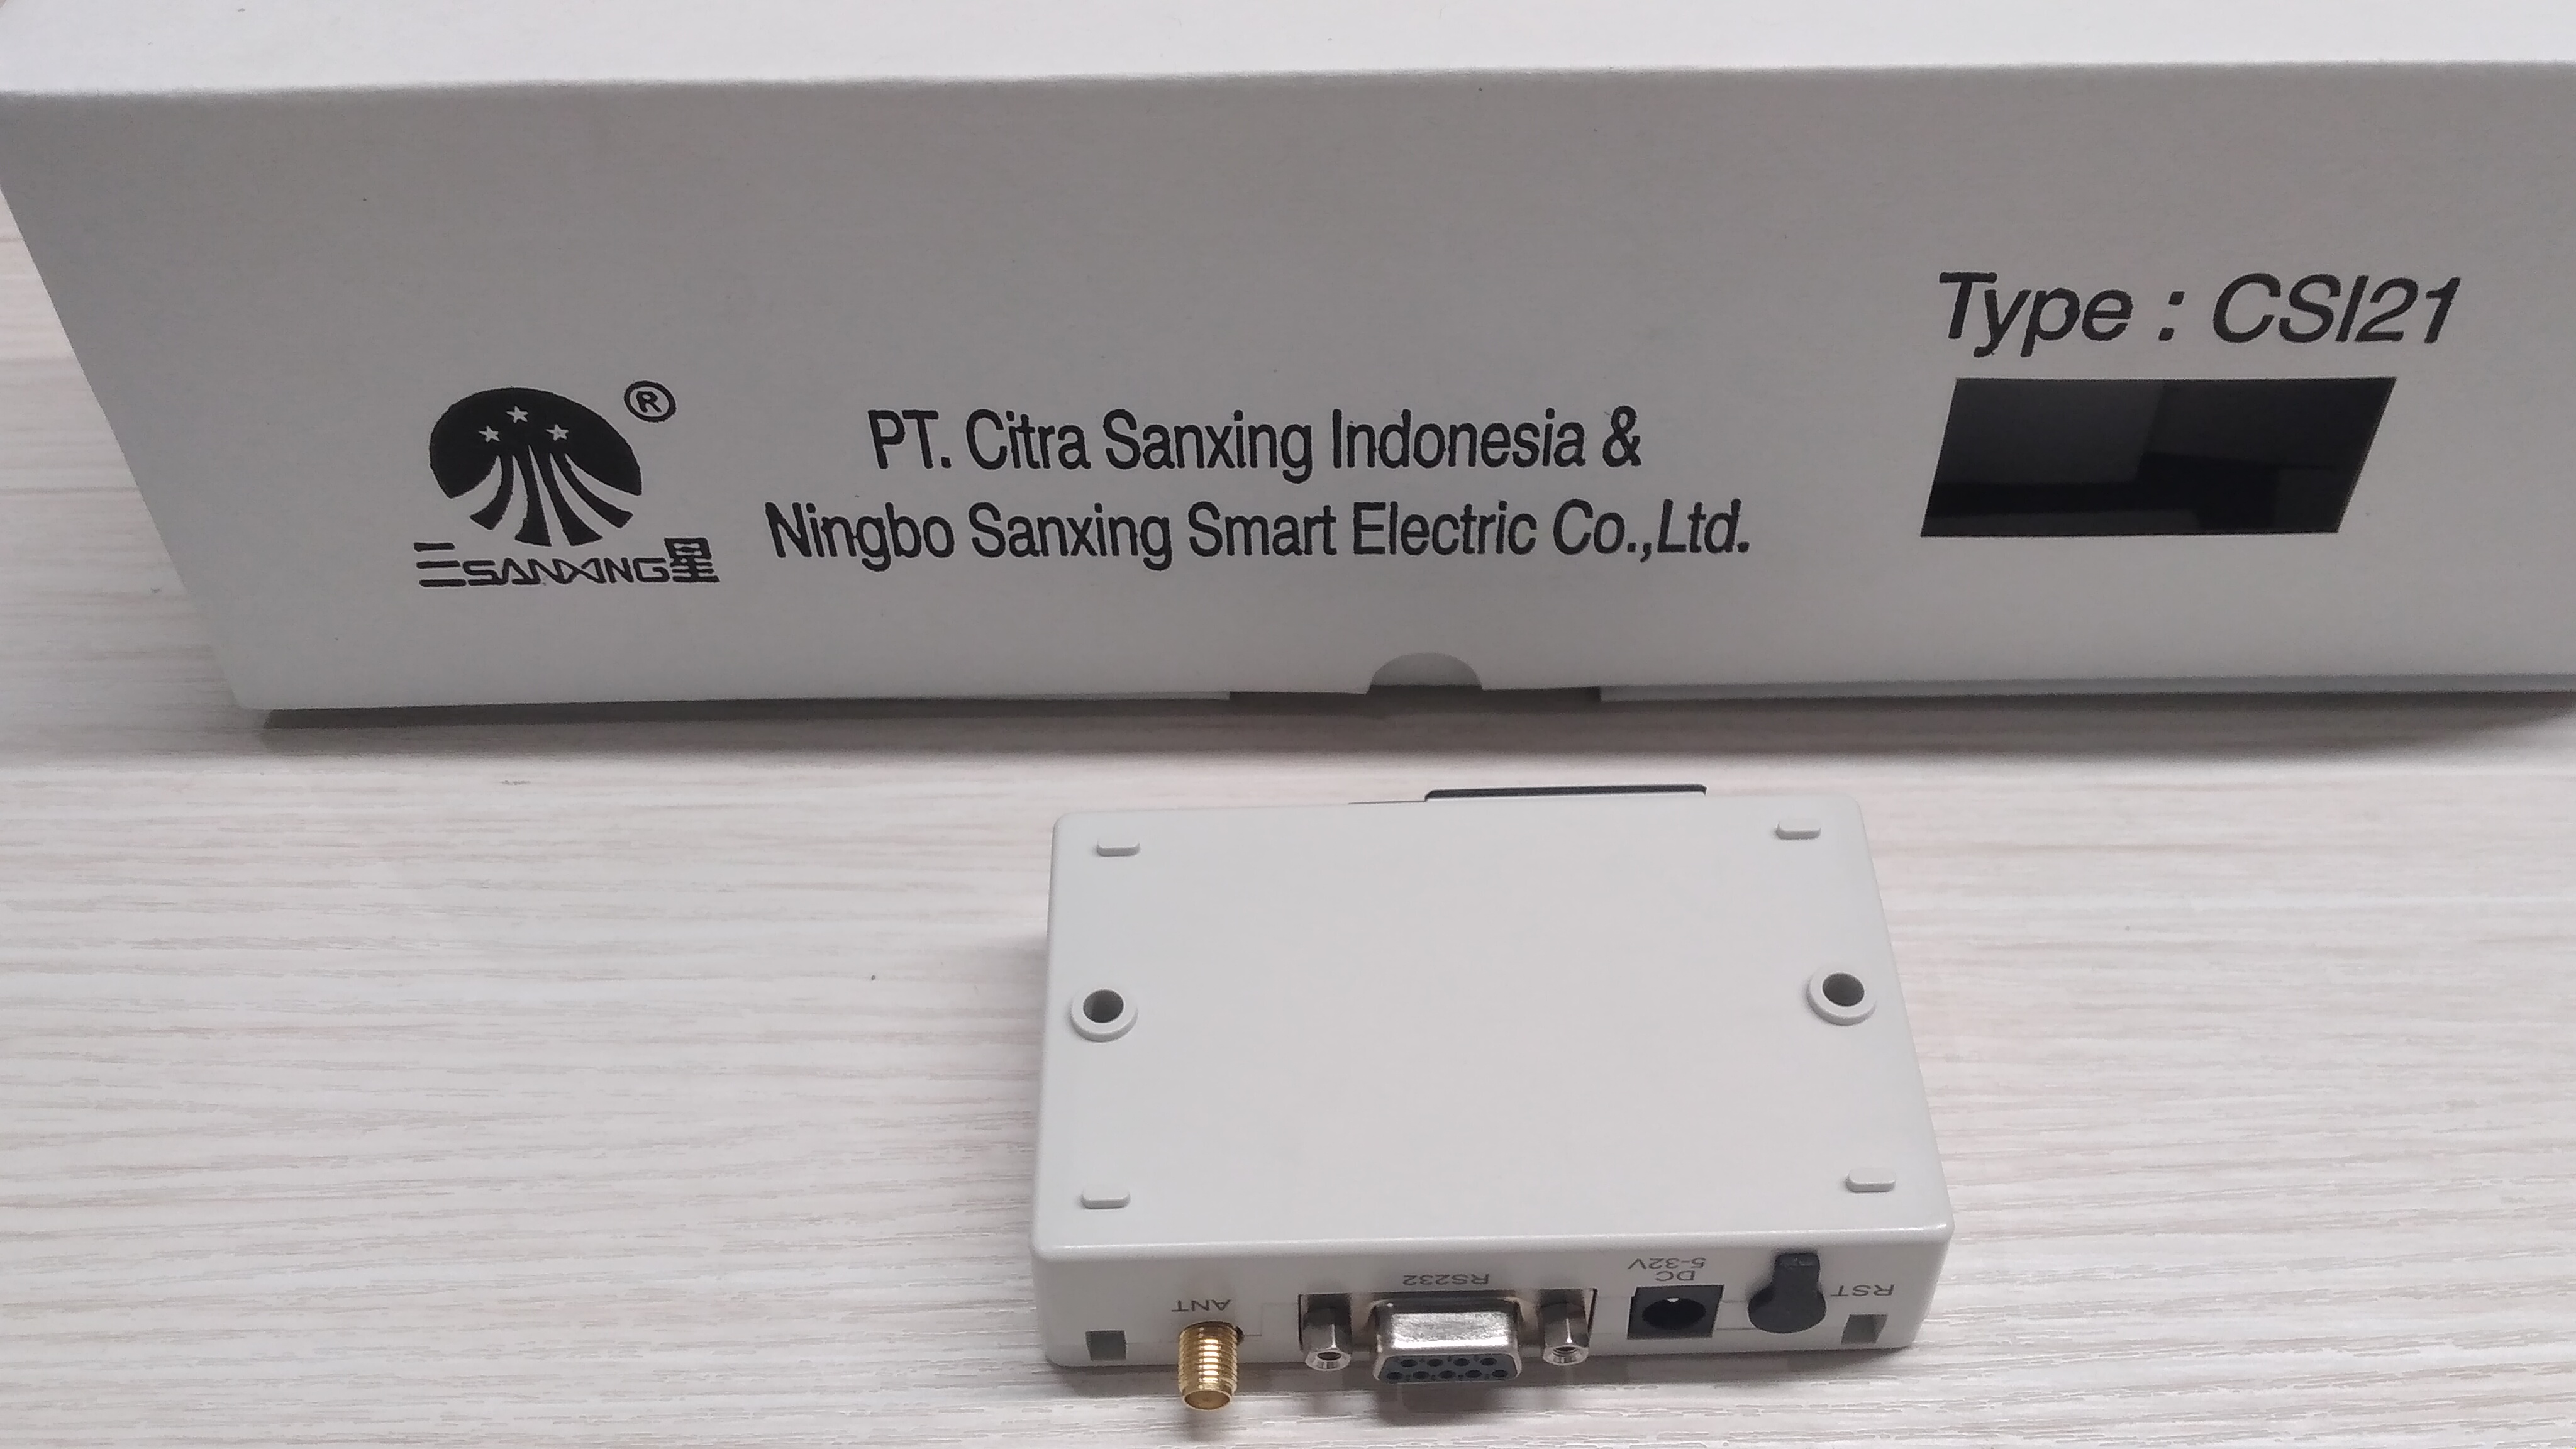 Type : CSI21
®
三SANXING星
PT. Citra Sanxing Indonesia &
Ningbo Sanxing Smart Electric Co.,Ltd.
ANT
RS232
DC
5-32V
RST